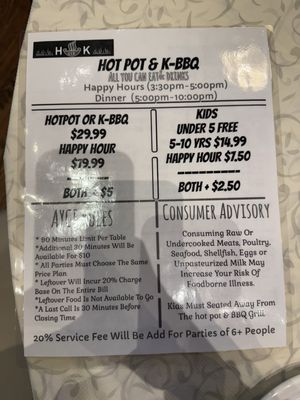 H K
HOT POT & K-BBQ
ALL YOU CAN EAT & DRINKS
Happy Hours (3:30pm-5:00pm)
Dinner (5:00pm-10:00pm)
HOTPOT OR K-BBQ
$29.99
HAPPY HOUR
$19.99
BOTH + $5
KIDS
UNDER 5 FREE
5-10 YRS $14.99
HAPPY HOUR $7.50
BOTH + $2.50
AYCE RULES
* 90 Minutes Limit Per Table
*Additional 30 Minutes Will Be
Available For $10
* All Parties Must Choose The Same
Price Plan
* Leftover Will Incur 20% Charge
Base On The Entire Bill
*Leftover Food Is Not Available To Go
*A Last Call Is 30 Minutes Before
Closing Time
CONSUMER ADVISORY
Consuming Raw Or
Undercooked Meats, Poultry,
Seafood, Shellfish, Eggs or
Unpasteurized Milk May
Increase Your Risk Of
Foodborne Illness.
Kids Must Seated Away From
The hot pot & BBQ Grill
20% Service Fee Will Be Add For Parties of 6+ People